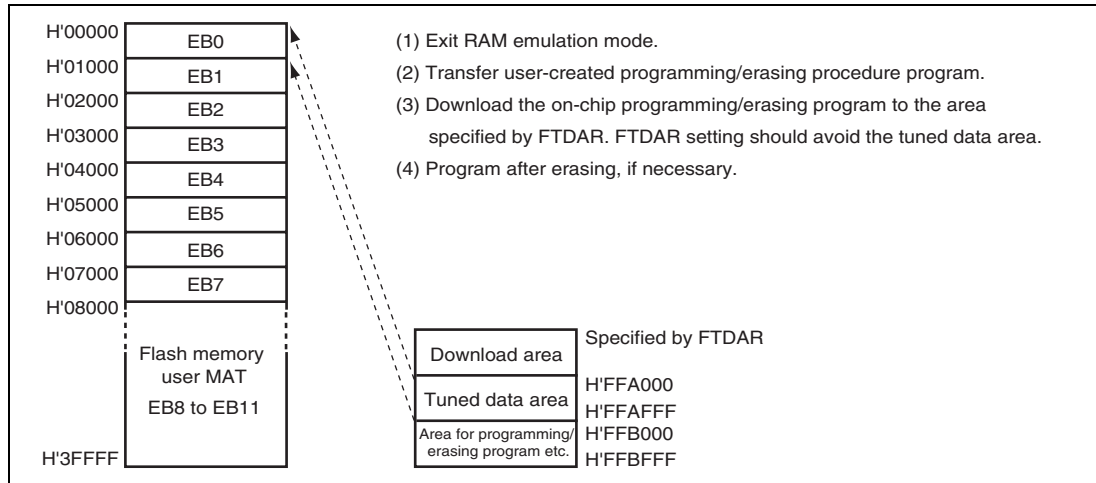 H'00000
EB0
H'01000
EB1
H'02000
EB2
H'03000
EB3
H'04000
EB4
H'05000
EB5
H'06000
EB6
H'07000
EB7
H'08000
Flash memory
user MAT
EB8 to EB11
H'3FFFF
(1) Exit RAM emulation mode.
(2) Transfer user-created programming/erasing procedure program.
(3) Download the on-chip programming/erasing program to the area
specified by FTDAR. FTDAR setting should avoid the tuned data area.
(4) Program after erasing, if necessary.
Download area
Specified by FTDAR
Tuned data area
H'FFA000
H'FFAFFF
Area for programming/
erasing program etc.
H'FFB000
H'FFBFFF